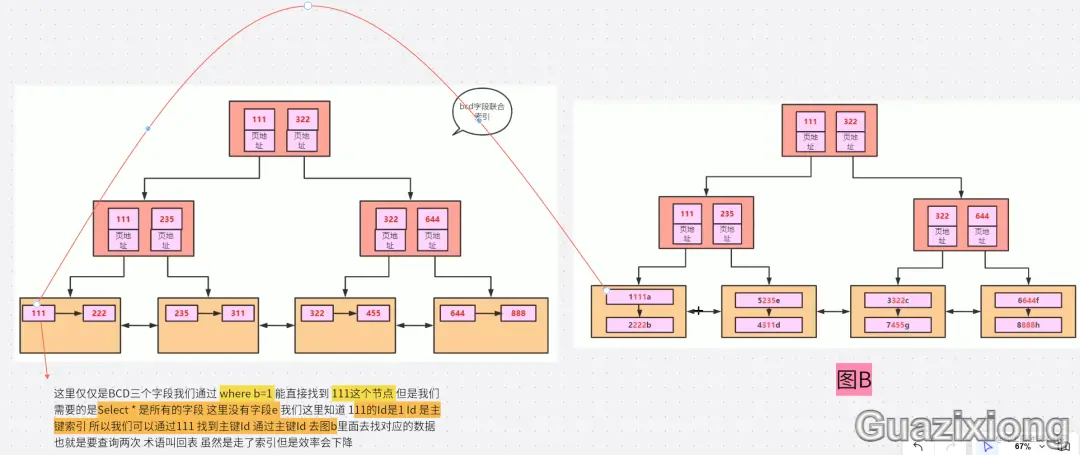 bcd字段联合
索引
111
322
页地
址
页地
址
111
235
页地
址
页地
址
322
644
页地
址
页地
址
111
222
235
311
322
455
644
888
111
322
页地
址
页地
址
111
235
页地
址
页地
址
322
644
页地
址
页地
址
1111a
2222b
5235e
4311d
3322c
7455g
6644f
8888h
图B
这里仅仅是BCD三个字段我们通过 where b=1 能直接找到 111这个节点 但是我们
需要的是Select * 是所有的字段 这里没有字段e 我们这里知道 111的Id是1 Id 是主
键索引 所以我们可以通过111 找到主键Id 通过主键Id 去图b里面去找对应的数据
也就是要查询两次 术语叫回表 虽然是走了索引但是效率会下降
Guazixiong
67%